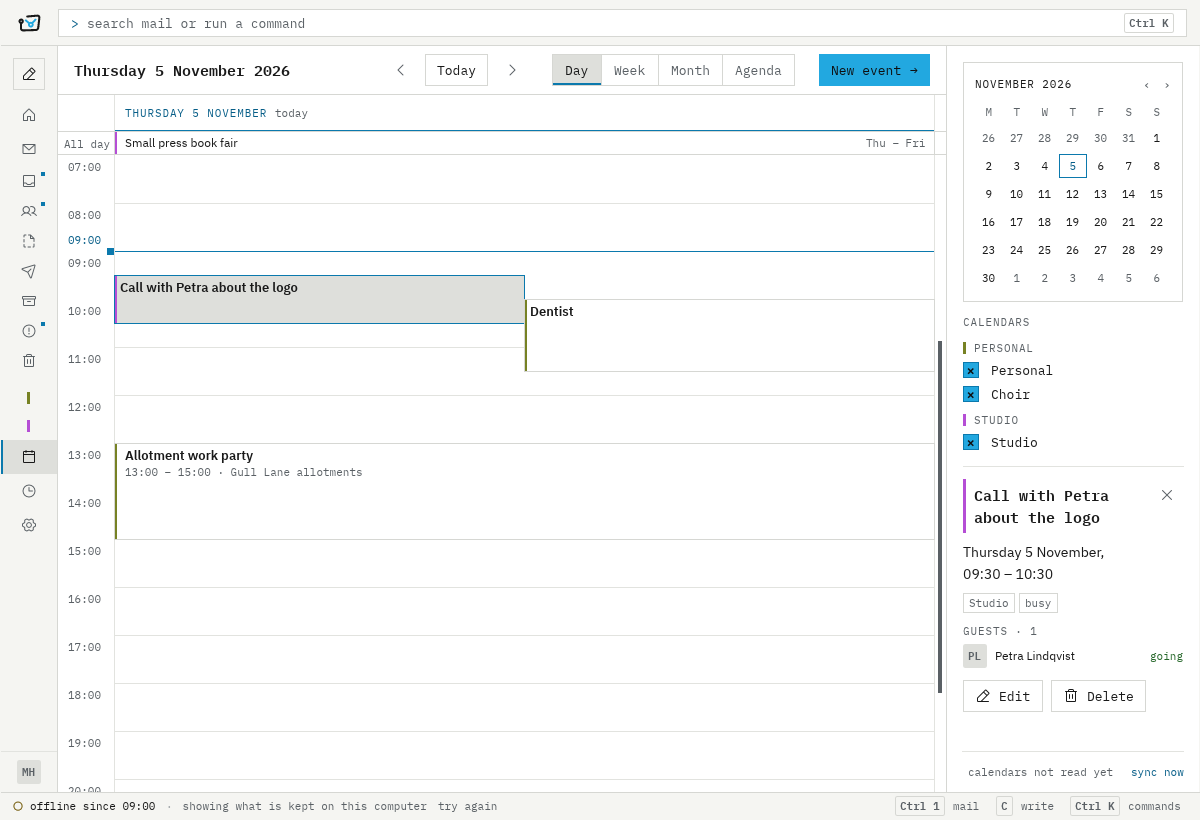 > search mail or run a command Ctrl K
Thursday 5 November 2026 Today Day Week Month Agenda New event →
THURSDAY 5 NOVEMBER today
All day Small press book fair Thu – Fri
07:00
08:00
09:00
09:00
Call with Petra about the logo
10:00
Dentist
11:00
12:00
13:00
Allotment work party
13:00 – 15:00 · Gull Lane allotments
14:00
15:00
16:00
17:00
18:00
19:00
20:00
NOVEMBER 2026 ‹ ›
M T W T F S S
26 27 28 29 30 31 1
2 3 4 5 6 7 8
9 10 11 12 13 14 15
16 17 18 19 20 21 22
23 24 25 26 27 28 29
30 1 2 3 4 5 6
CALENDARS
PERSONAL
Personal
Choir
STUDIO
Studio
Call with Petra
about the logo
Thursday 5 November,
09:30 – 10:30
Studio busy
GUESTS · 1
PL Petra Lindqvist going
Edit Delete
calendars not read yet sync now
MH
offline since 09:00 · showing what is kept on this computer try again Ctrl 1 mail C write Ctrl K commands